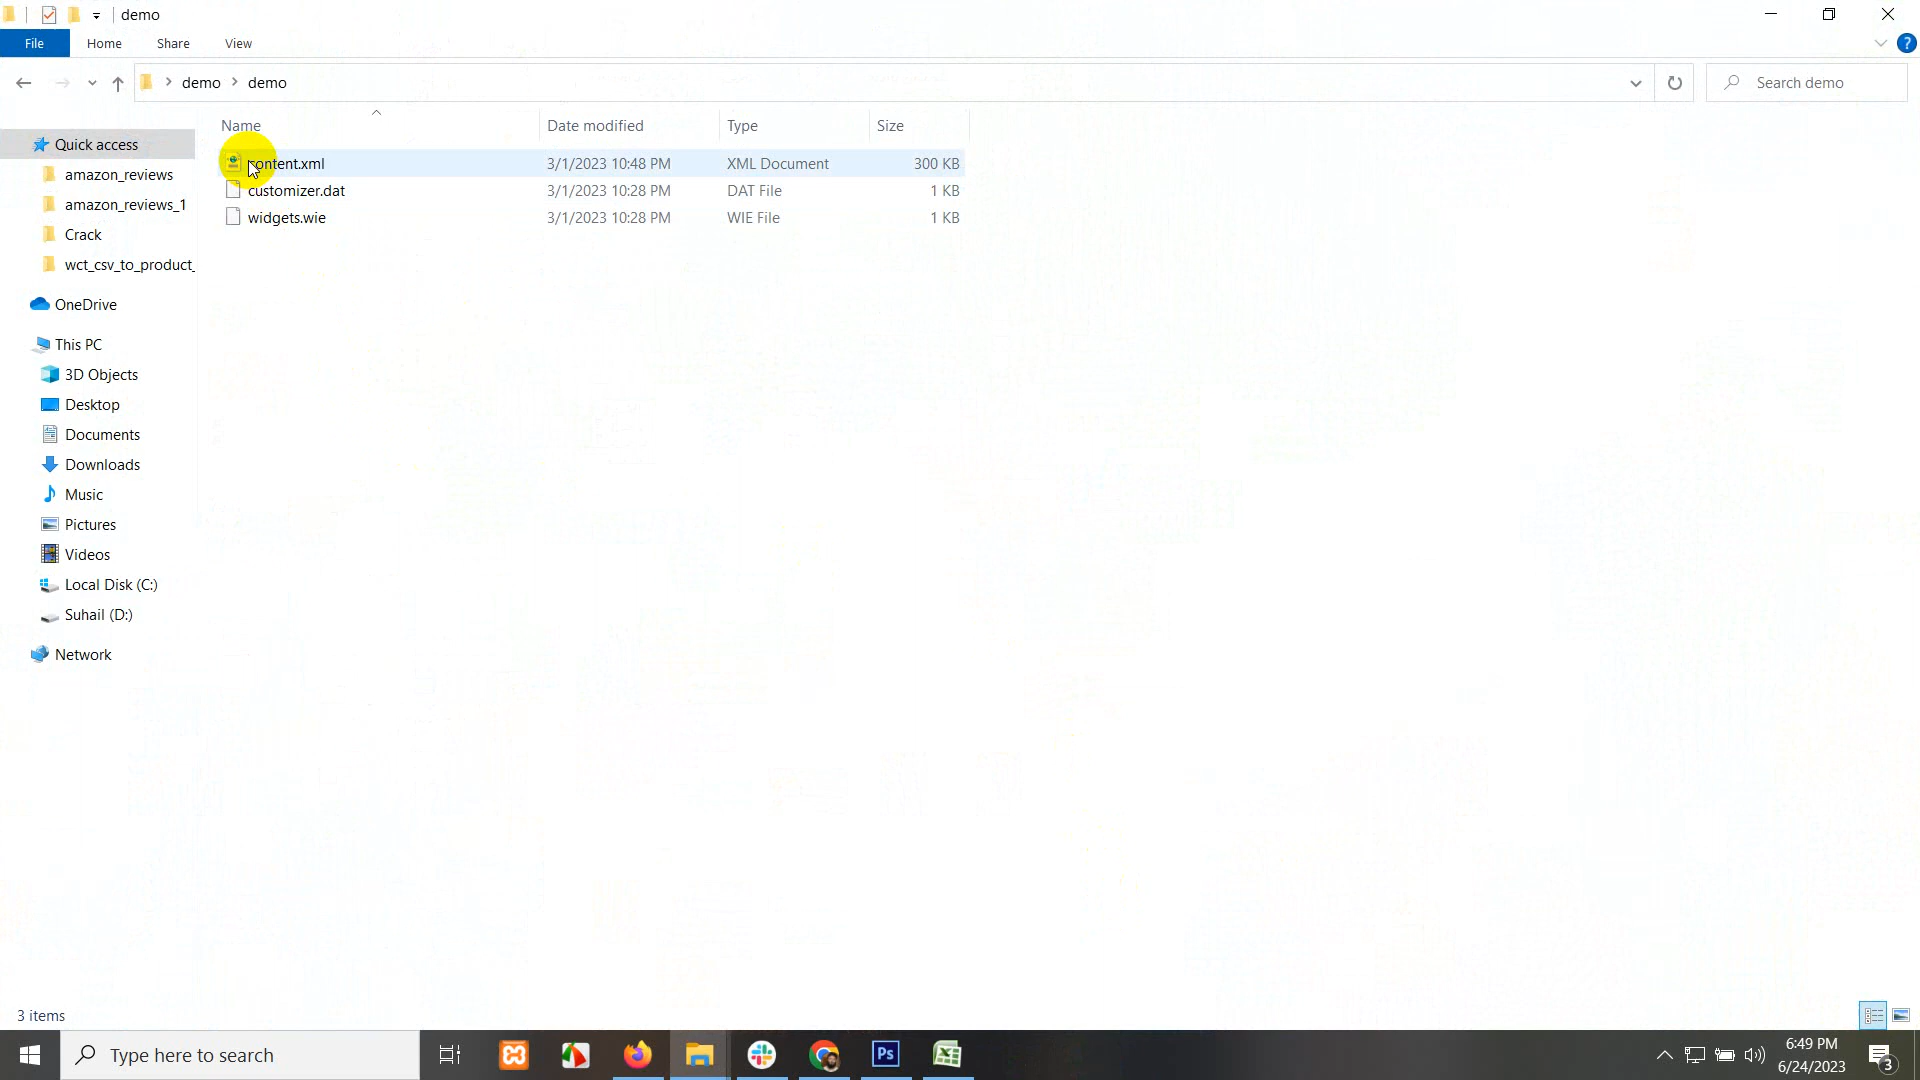 demo
File Home Share View
demo > demo
Search demo
Name Date modified Type Size
content.xml 3/1/2023 10:48 PM XML Document 300 KB
customizer.dat 3/1/2023 10:28 PM DAT File 1 KB
widgets.wie 3/1/2023 10:28 PM WIE File 1 KB
Quick access
amazon_reviews
amazon_reviews_1
Crack
wct_csv_to_product_
OneDrive
This PC
3D Objects
Desktop
Documents
Downloads
Music
Pictures
Videos
Local Disk (C:)
Suhail (D:)
Network
3 items
Type here to search
Ps
6:49 PM
6/24/2023
3